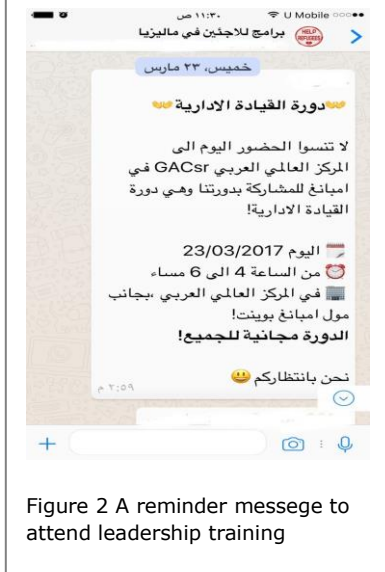 U Mobile ١١:٣٠ ص
برامج للاجئين في ماليزيا
HELP REFUGEES
خميس، ٢٣ مارس
👐دورة القيادة الادارية👐
لا تنسوا الحضور اليوم الى
المركز العالمي العربي GACsr في
امبانغ للمشاركة بدورتنا وهي دورة
القيادة الادارية!
🗓 اليوم 23/03/2017
⏰ من الساعة 4 الى 6 مساء
🏢 في المركز العالمي العربي ،بجانب
مول امبانغ بوينت!
الدورة مجانية للجميع!
نحن بانتظاركم 😃
٢:٥٩ م
Figure 2 A reminder messege to
attend leadership training